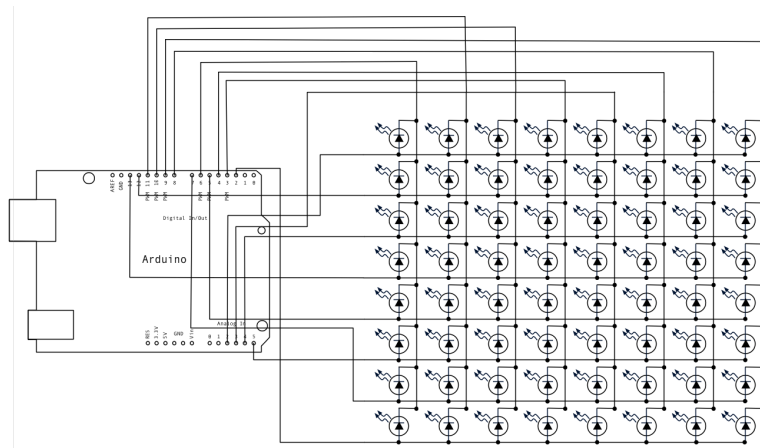 AREF
GND
13
12
11
10
9
8
7
6
5
4
3
2
1
0
PWM
PWM
PWM
PWM
PWM
PWM
Digital In/Out
Arduino
Analog In
RES
3.3V
5V
GND
Vin
0
1
2
3
4
5